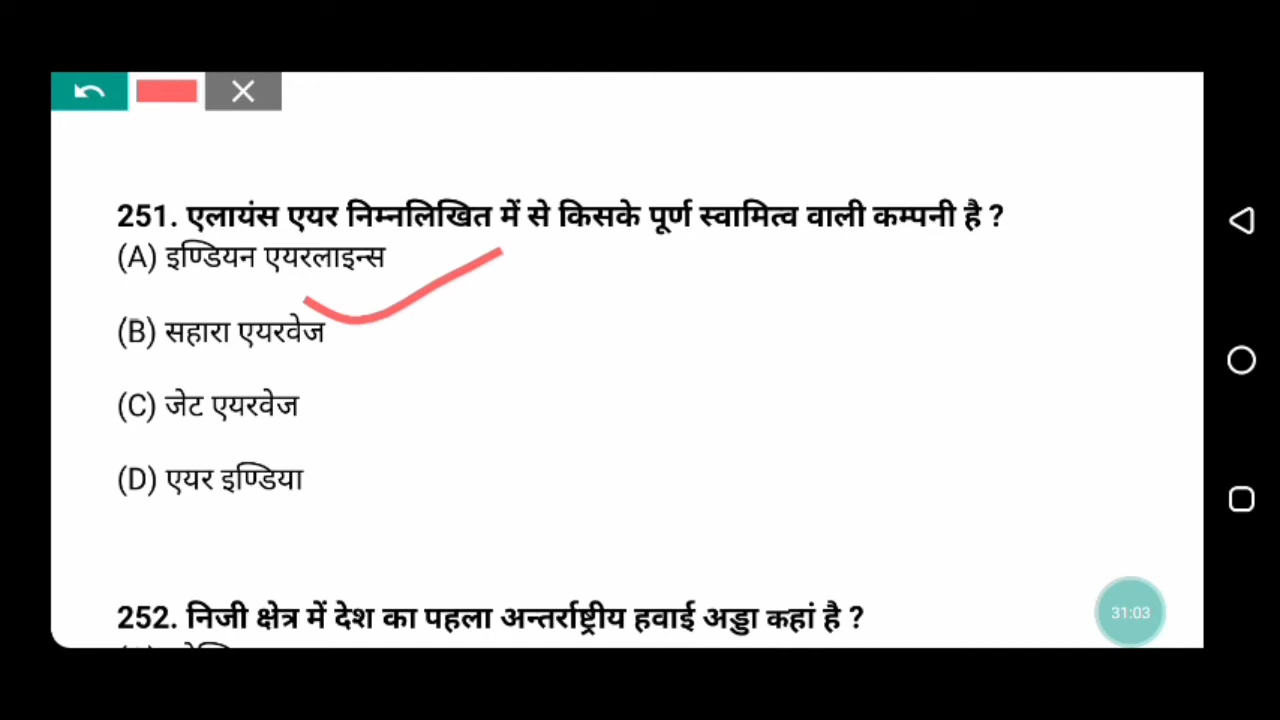 251. एलायंस एयर निम्नलिखित में से किसके पूर्ण स्वामित्व वाली कम्पनी है ?
(A) इण्डियन एयरलाइन्स
(B) सहारा एयरवेज
(C) जेट एयरवेज
(D) एयर इण्डिया
252. निजी क्षेत्र में देश का पहला अन्तर्राष्ट्रीय हवाई अड्डा कहां है ?
31:03